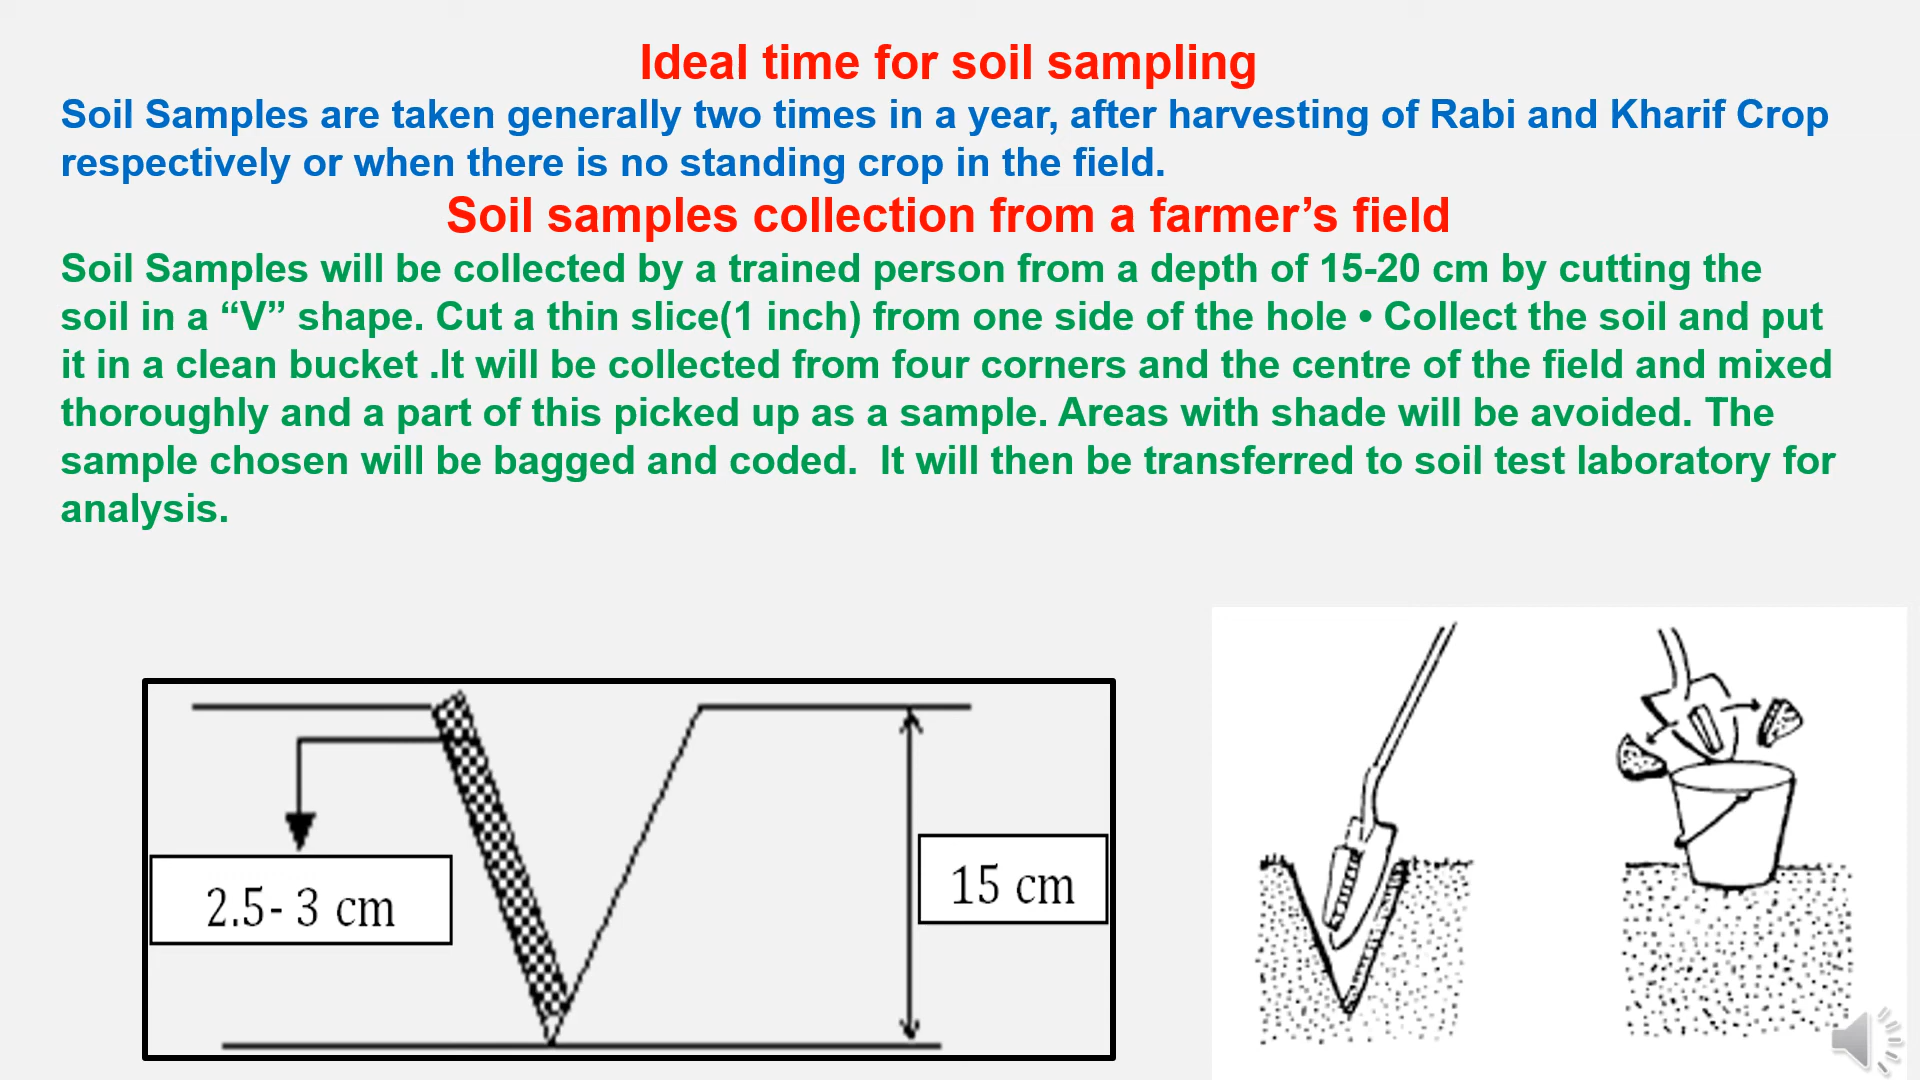 Ideal time for soil sampling
Soil Samples are taken generally two times in a year, after harvesting of Rabi and Kharif Crop
respectively or when there is no standing crop in the field.
Soil samples collection from a farmer’s field
Soil Samples will be collected by a trained person from a depth of 15-20 cm by cutting the
soil in a “V” shape. Cut a thin slice(1 inch) from one side of the hole • Collect the soil and put
it in a clean bucket .It will be collected from four corners and the centre of the field and mixed
thoroughly and a part of this picked up as a sample. Areas with shade will be avoided. The
sample chosen will be bagged and coded.  It will then be transferred to soil test laboratory for
analysis.
2.5- 3 cm
15 cm